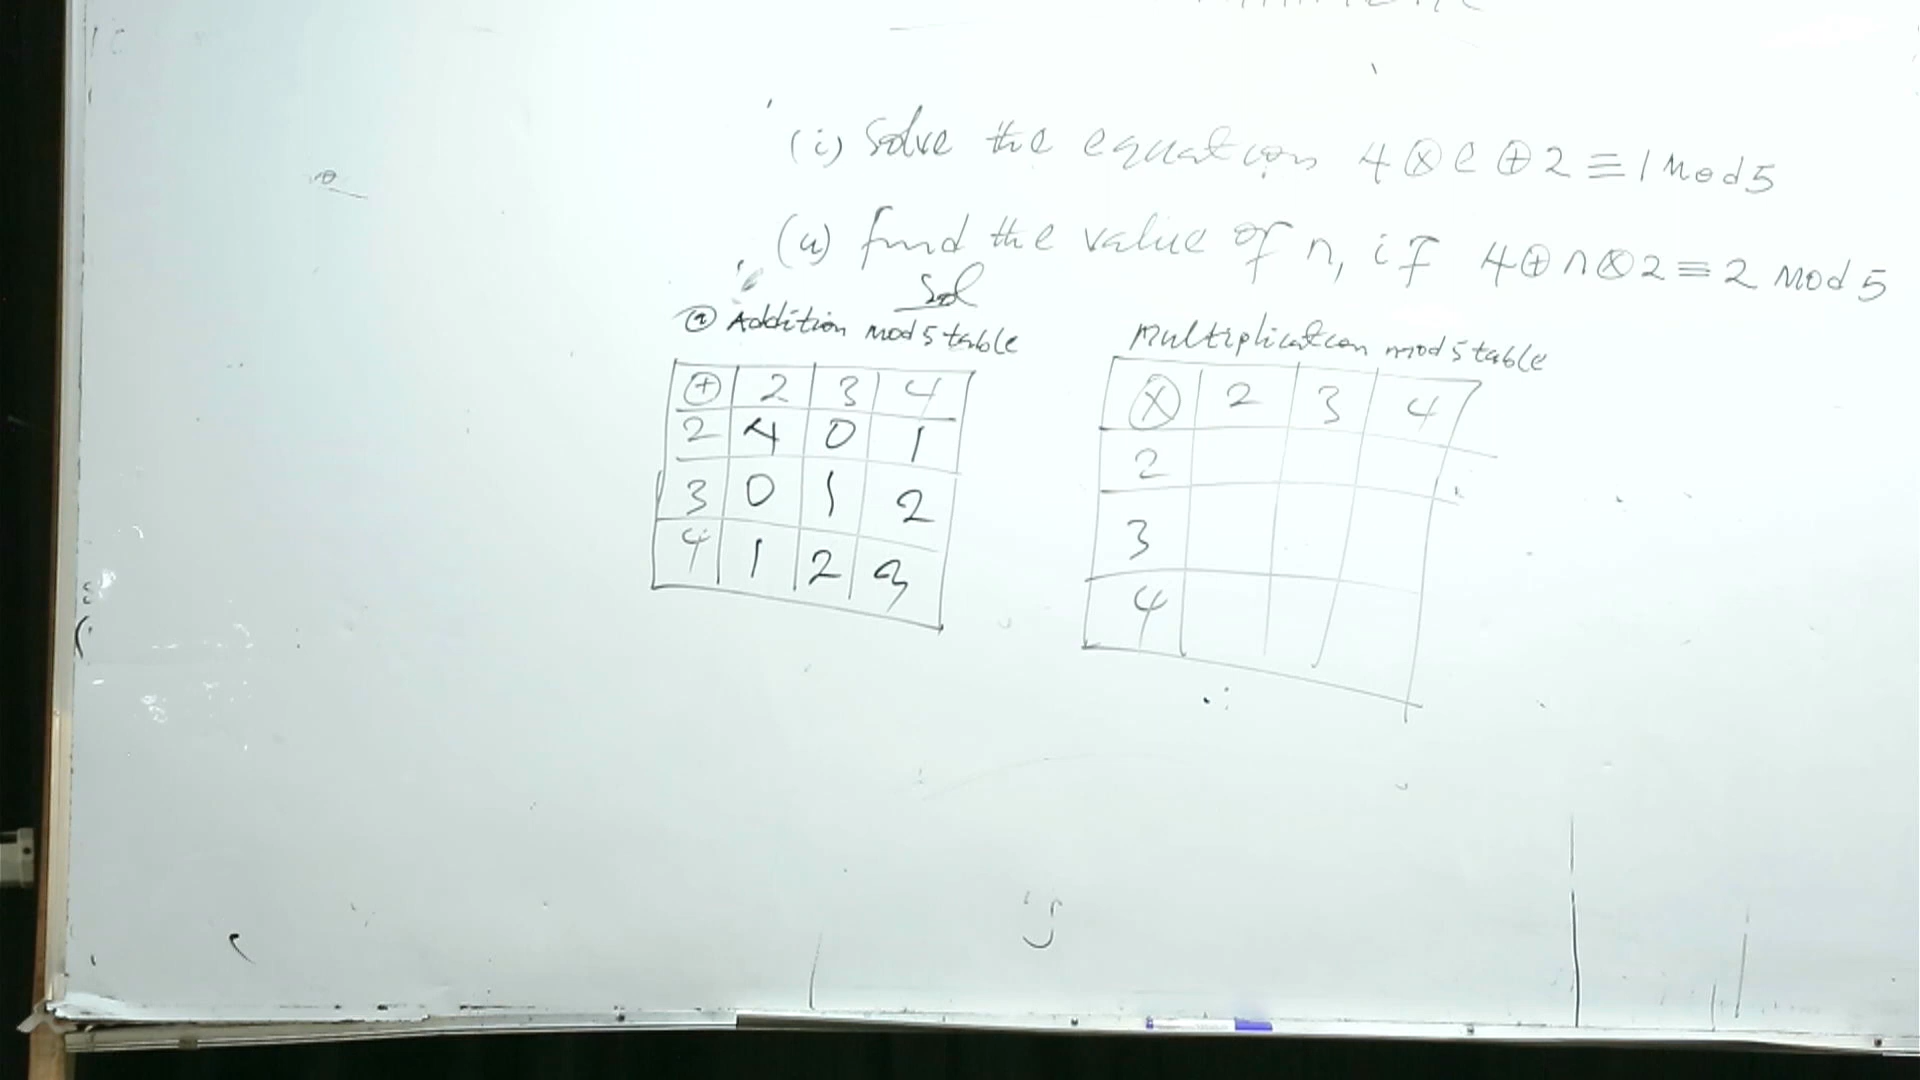 (i) Solve the equation 4 ⊗ e ⊕ 2 ≡ 1 Mod 5
(ii) find the value of n, if 4 ⊕ n ⊗ 2 ≡ 2 Mod 5
Sol
(a) Addition mod 5 table
⊕ 2 3 4
2 4 0 1
3 0 1 2
4 1 2 3
Multiplication mod 5 table
⊗ 2 3 4
2
3
4